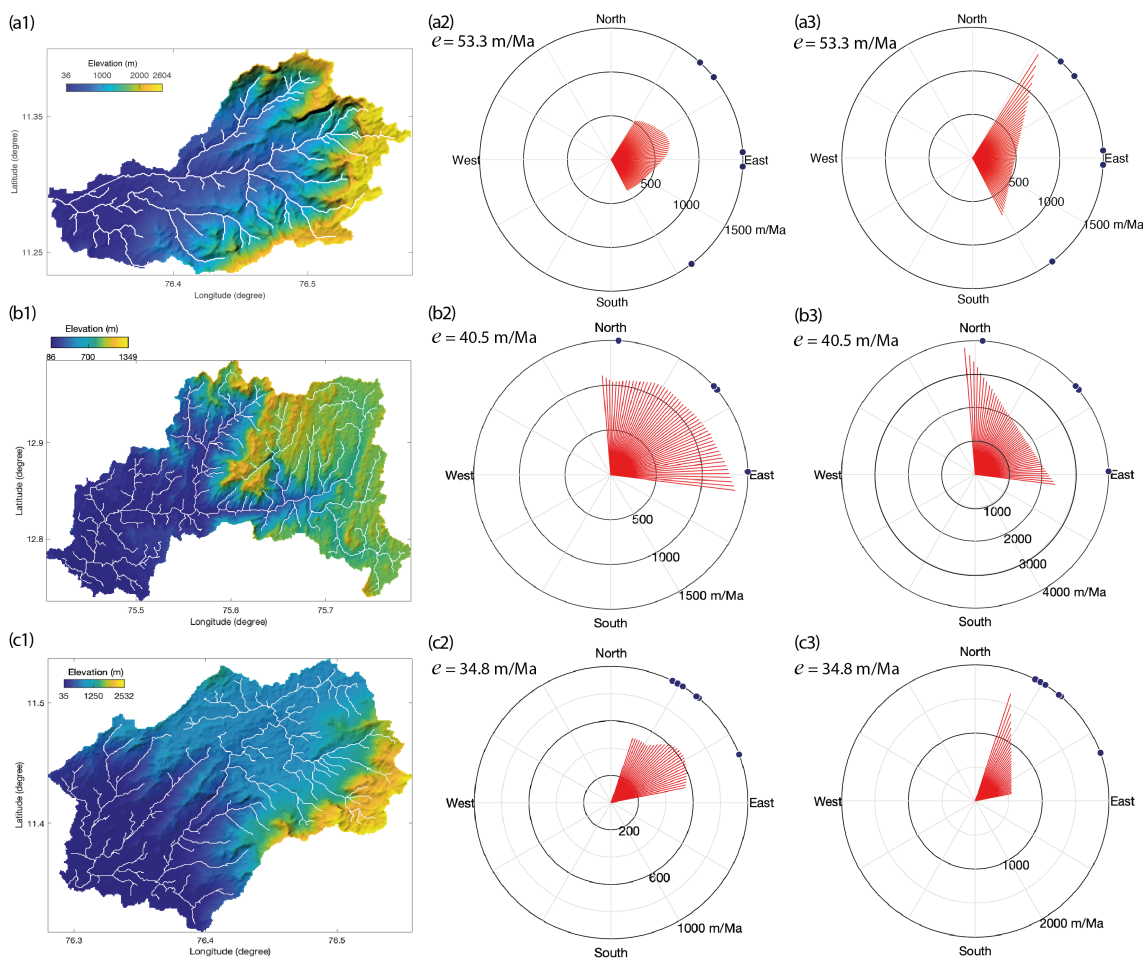 (a1)
Elevation (m)
36 1000 2000 2604
11.35
11.25
Latitude (degree)
76.4 76.5
Longitude (degree)
(a2)
North
e = 53.3 m/Ma
West
East
500
1000
1500 m/Ma
South
(a3)
North
e = 53.3 m/Ma
West
East
500
1000
1500 m/Ma
South
(b1)
Elevation (m)
86 700 1349
12.9
12.8
Latitude (degree)
75.5 75.6 75.7
Longitude (degree)
(b2)
North
e = 40.5 m/Ma
West
East
500
1000
1500 m/Ma
South
(b3)
North
e = 40.5 m/Ma
West
East
1000
2000
3000
4000 m/Ma
South
(c1)
Elevation (m)
35 1250 2532
11.5
11.4
Latitude (degree)
76.3 76.4 76.5
Longitude (degree)
(c2)
North
e = 34.8 m/Ma
West
East
200
600
1000 m/Ma
South
(c3)
North
e = 34.8 m/Ma
West
East
1000
2000 m/Ma
South